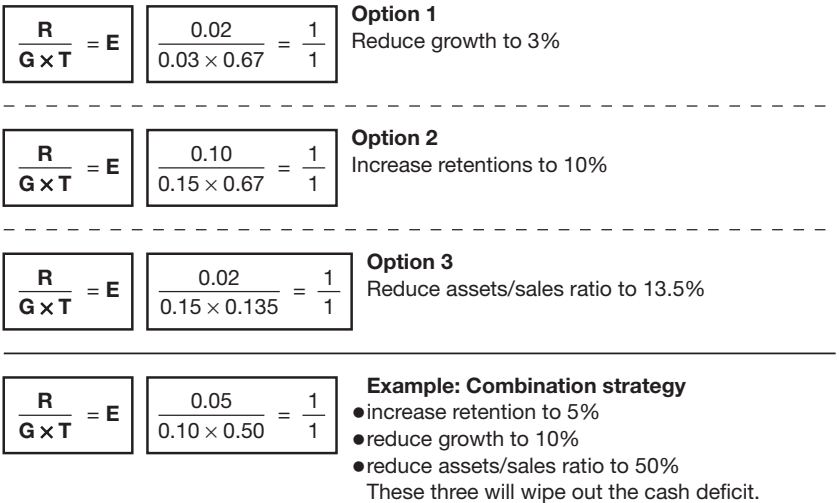 R / G × T = E   0.02 / 0.03 × 0.67 = 1 / 1
Option 1
Reduce growth to 3%
R / G × T = E   0.10 / 0.15 × 0.67 = 1 / 1
Option 2
Increase retentions to 10%
R / G × T = E   0.02 / 0.15 × 0.135 = 1 / 1
Option 3
Reduce assets/sales ratio to 13.5%
R / G × T = E   0.05 / 0.10 × 0.50 = 1 / 1
Example: Combination strategy
●increase retention to 5%
●reduce growth to 10%
●reduce assets/sales ratio to 50%
These three will wipe out the cash deficit.